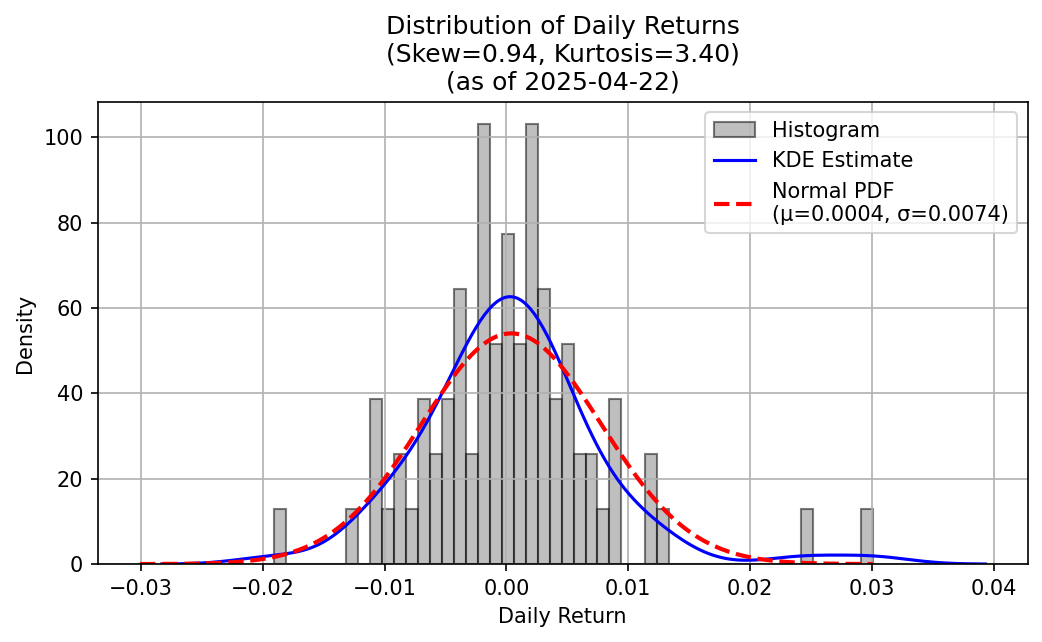 Distribution of Daily Returns
(Skew=0.94, Kurtosis=3.40)
(as of 2025-04-22)
Histogram
KDE Estimate
Normal PDF
(μ=0.0004, σ=0.0074)
Density
100
80
60
40
20
0
−0.03 −0.02 −0.01 0.00 0.01 0.02 0.03 0.04
Daily Return